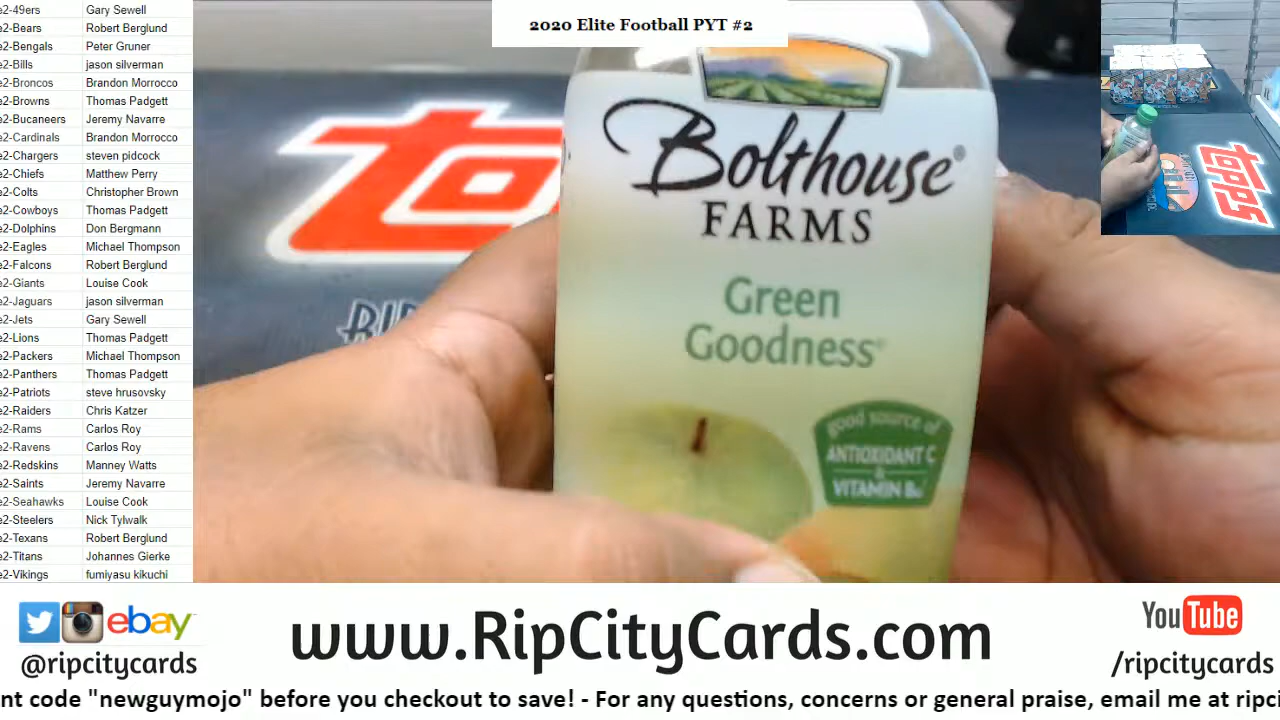 2020 Elite Football PYT #2
e2-49ers Gary Sewell
e2-Bears Robert Berglund
e2-Bengals Peter Gruner
e2-Bills jason silverman
e2-Broncos Brandon Morrocco
e2-Browns Thomas Padgett
e2-Bucaneers Jeremy Navarre
e2-Cardinals Brandon Morrocco
e2-Chargers steven pidcock
e2-Chiefs Matthew Perry
e2-Colts Christopher Brown
e2-Cowboys Thomas Padgett
e2-Dolphins Don Bergmann
e2-Eagles Michael Thompson
e2-Falcons Robert Berglund
e2-Giants Louise Cook
e2-Jaguars jason silverman
e2-Jets Gary Sewell
e2-Lions Thomas Padgett
e2-Packers Michael Thompson
e2-Panthers Thomas Padgett
e2-Patriots steve hrusovsky
e2-Raiders Chris Katzer
e2-Rams Carlos Roy
e2-Ravens Carlos Roy
e2-Redskins Manney Watts
e2-Saints Jeremy Navarre
e2-Seahawks Louise Cook
e2-Steelers Nick Tylwalk
e2-Texans Robert Berglund
e2-Titans Johannes Gierke
e2-Vikings fumiyasu kikuchi
to
RIP
Bolthouse®
FARMS
Green
Goodness®
good source of
ANTIOXIDANT C
&
VITAMIN B12
topps
ebay
@ripcitycards
www.RipCityCards.com
YouTube
/ripcitycards
nt code "newguymojo" before you checkout to save! - For any questions, concerns or general praise, email me at ripci